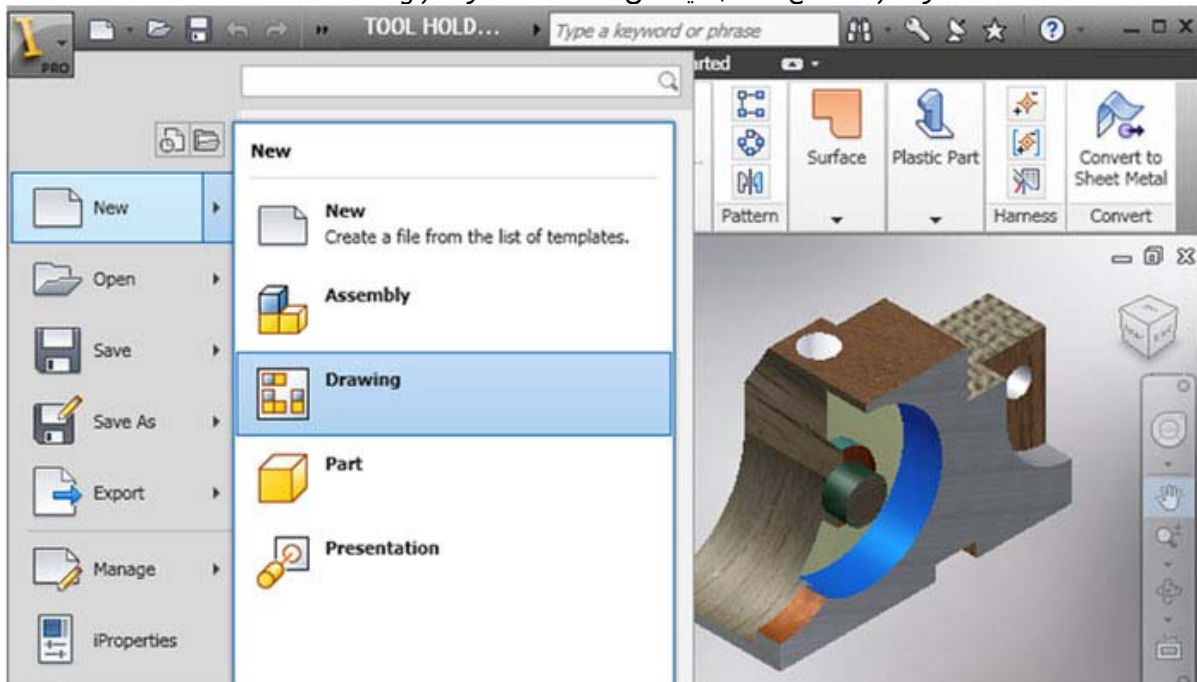 TOOL HOLD...
Type a keyword or phrase
PRO
rted
New
Open
Save
Save As
Export
Manage
iProperties
New
New
Create a file from the list of templates.
Assembly
Drawing
Part
Presentation
Pattern
Surface
Plastic Part
Harness
Convert to
Sheet Metal
Convert